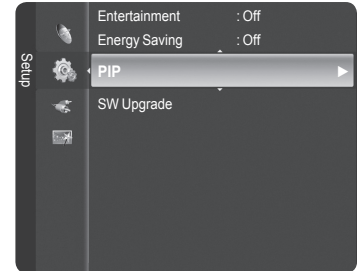 Setup
Entertainment : Off
Energy Saving : Off
PIP
SW Upgrade